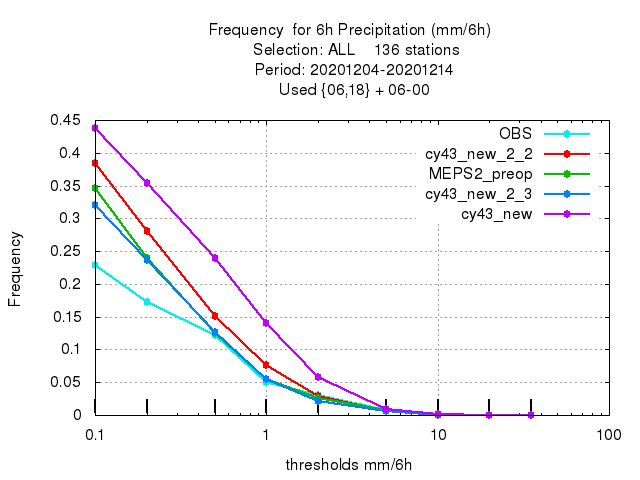 Frequency  for 6h Precipitation (mm/6h)
Selection: ALL    136 stations
Period: 20201204-20201214
Used {06,18} + 06-00
OBS
cy43_new_2_2
MEPS2_preop
cy43_new_2_3
cy43_new
0.45
0.4
0.35
0.3
0.25
0.2
0.15
0.1
0.05
0
Frequency
0.1 1 10 100
thresholds mm/6h